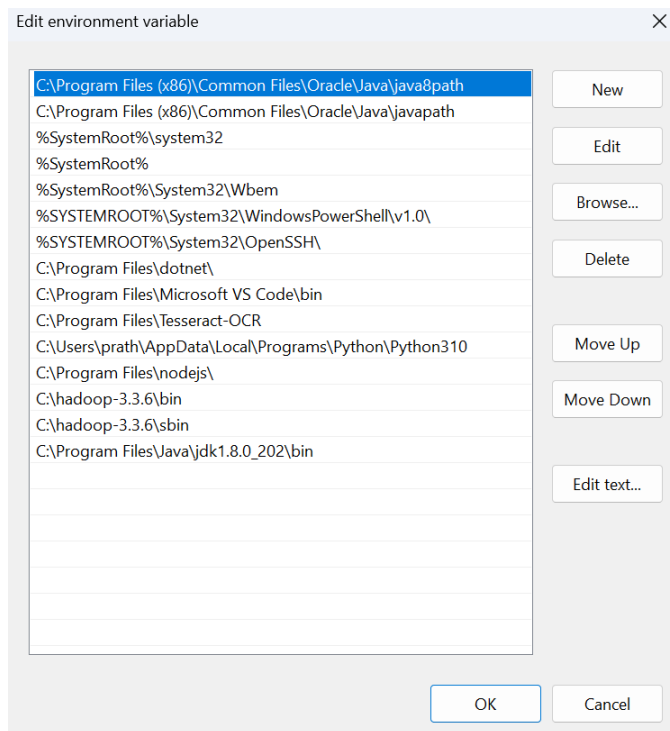 Edit environment variable
C:\Program Files (x86)\Common Files\Oracle\Java\java8path
C:\Program Files (x86)\Common Files\Oracle\Java\javapath
%SystemRoot%\system32
%SystemRoot%
%SystemRoot%\System32\Wbem
%SYSTEMROOT%\System32\WindowsPowerShell\v1.0\
%SYSTEMROOT%\System32\OpenSSH\
C:\Program Files\dotnet\
C:\Program Files\Microsoft VS Code\bin
C:\Program Files\Tesseract-OCR
C:\Users\prath\AppData\Local\Programs\Python\Python310
C:\Program Files\nodejs\
C:\hadoop-3.3.6\bin
C:\hadoop-3.3.6\sbin
C:\Program Files\Java\jdk1.8.0_202\bin
New
Edit
Browse...
Delete
Move Up
Move Down
Edit text...
OK
Cancel